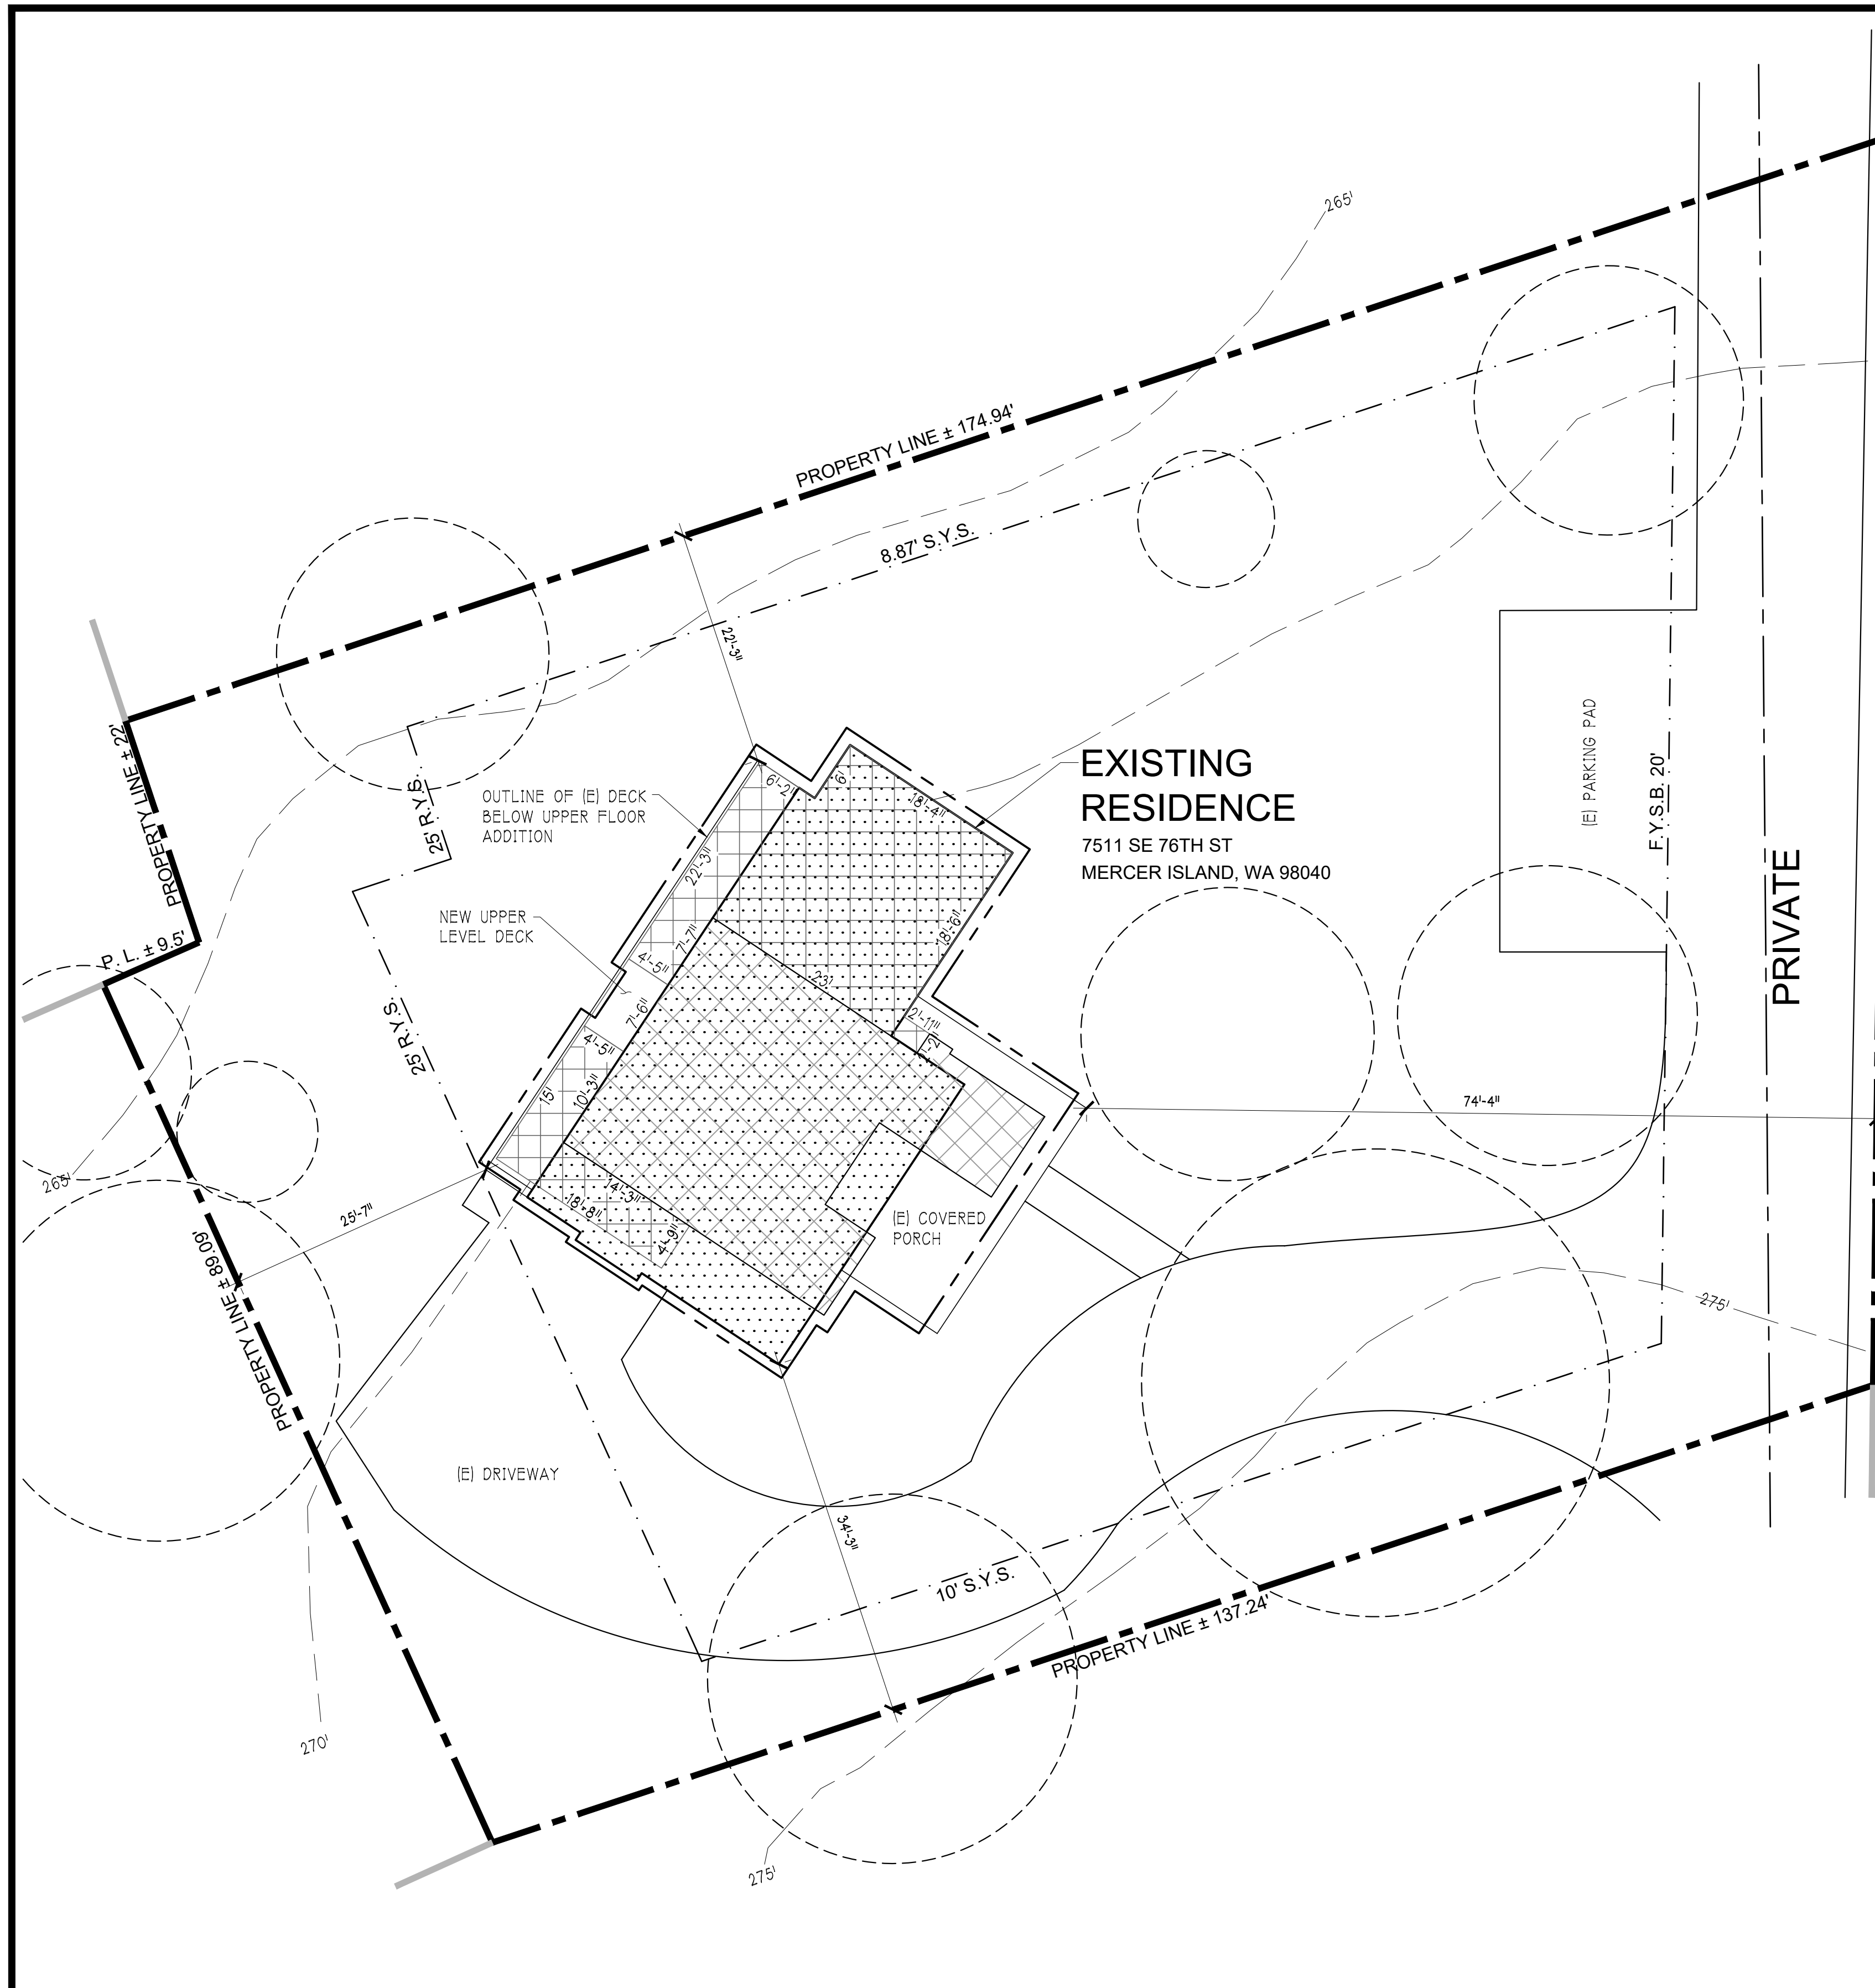 265'
PROPERTY LINE ± 174.94'
8.87' S.Y.S.
22'-3"
PROPERTY LINE ± 22'
25' R.Y.S.
OUTLINE OF (E) DECK
BELOW UPPER FLOOR
ADDITION
6'-2"
6'
18'-4"
EXISTING
RESIDENCE
7511 SE 76TH ST
MERCER ISLAND, WA 98040
(E) PARKING PAD
F.Y.S.B. 20'
PRIVATE
22'-3"
NEW UPPER
LEVEL DECK
7'-7"
18'-6"
P. L. ± 9.5'
4'-5"
23'
25' R.Y.S.
7'-6"
2'-11"
4'-5"
10'-3"
15'
74'-4"
265'
14'-3"
18'-8"
4'-9"
25'-7"
(E) COVERED
PORCH
PROPERTY LINE ± 89.09'
275'
(E) DRIVEWAY
34'-3"
10' S.Y.S.
PROPERTY LINE ± 137.24'
270'
275'